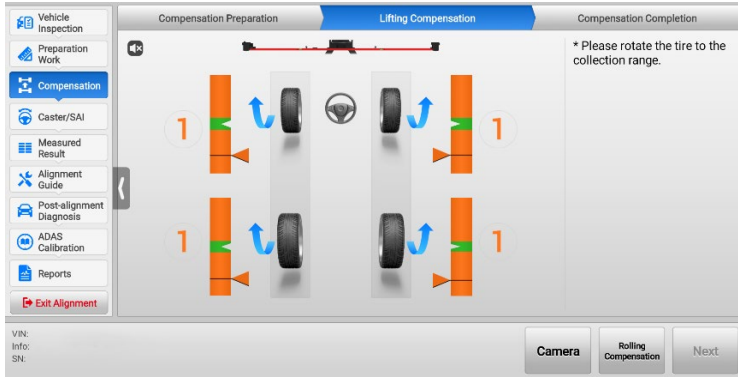 Vehicle
Inspection
Preparation
Work
Compensation
Caster/SAI
Measured
Result
Alignment
Guide
Post-alignment
Diagnosis
ADAS
Calibration
Reports
Exit Alignment
Compensation Preparation
Lifting Compensation
Compensation Completion
* Please rotate the tire to the
collection range.
1
1
1
1
VIN:
Info:
SN:
Camera
Rolling
Compensation
Next